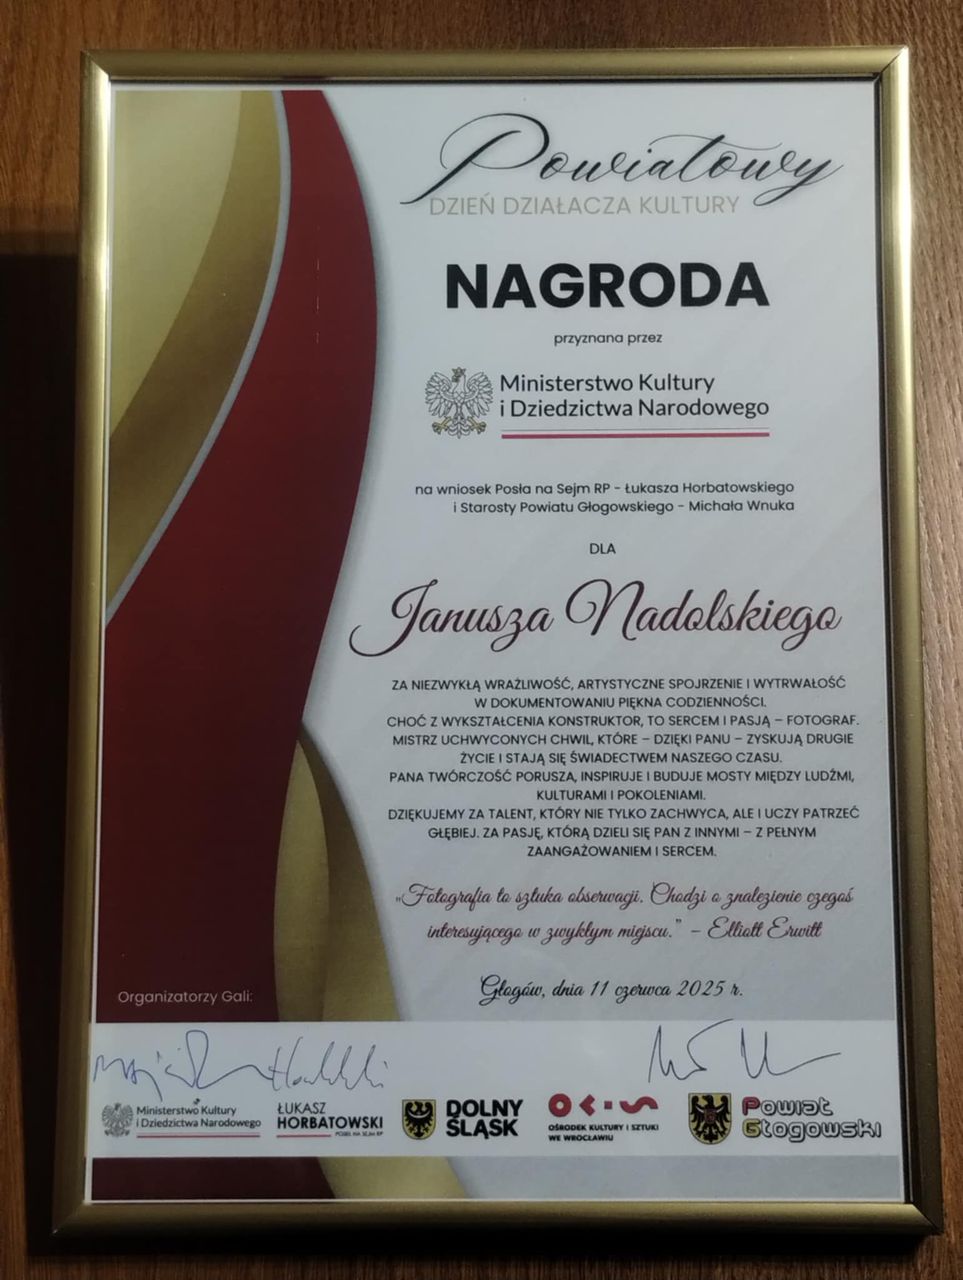 Powiatowy
DZIEŃ DZIAŁACZA KULTURY
NAGRODA
przyznana przez
Ministerstwo Kultury
i Dziedzictwa Narodowego
na wniosek Posła na Sejm RP - Łukasza Horbatowskiego
i Starosty Powiatu Głogowskiego - Michała Wnuka
DLA
Janusza Nadolskiego
ZA NIEZWYKŁĄ WRAŻLIWOŚĆ, ARTYSTYCZNE SPOJRZENIE I WYTRWAŁOŚĆ
W DOKUMENTOWANIU PIĘKNA CODZIENNOŚCI.
CHOĆ Z WYKSZTAŁCENIA KONSTRUKTOR, TO SERCEM I PASJĄ – FOTOGRAF.
MISTRZ UCHWYCONYCH CHWIL, KTÓRE – DZIĘKI PANU – ZYSKUJĄ DRUGIE
ŻYCIE I STAJĄ SIĘ ŚWIADECTWEM NASZEGO CZASU.
PANA TWÓRCZOŚĆ PORUSZA, INSPIRUJE I BUDUJE MOSTY MIĘDZY LUDŹMI,
KULTURAMI I POKOLENIAMI.
DZIĘKUJEMY ZA TALENT, KTÓRY NIE TYLKO ZACHWYCA, ALE I UCZY PATRZEĆ
GŁĘBIEJ. ZA PASJĘ, KTÓRĄ DZIELI SIĘ PAN Z INNYMI – Z PEŁNYM
ZAANGAŻOWANIEM I SERCEM.
„Fotografia to sztuka obserwacji. Chodzi o znalezienie czegoś
interesującego w zwykłym miejscu.” – Elliott Erwitt
Głogów, dnia 11 czerwca 2025 r.
Organizatorzy Gali:
Ministerstwo Kultury
i Dziedzictwa Narodowego
ŁUKASZ
HORBATOWSKI
POSEŁ NA SEJM RP
DOLNY
ŚLĄSK
OKiS
OŚRODEK KULTURY I SZTUKI
WE WROCŁAWIU
Powiat
Głogowski